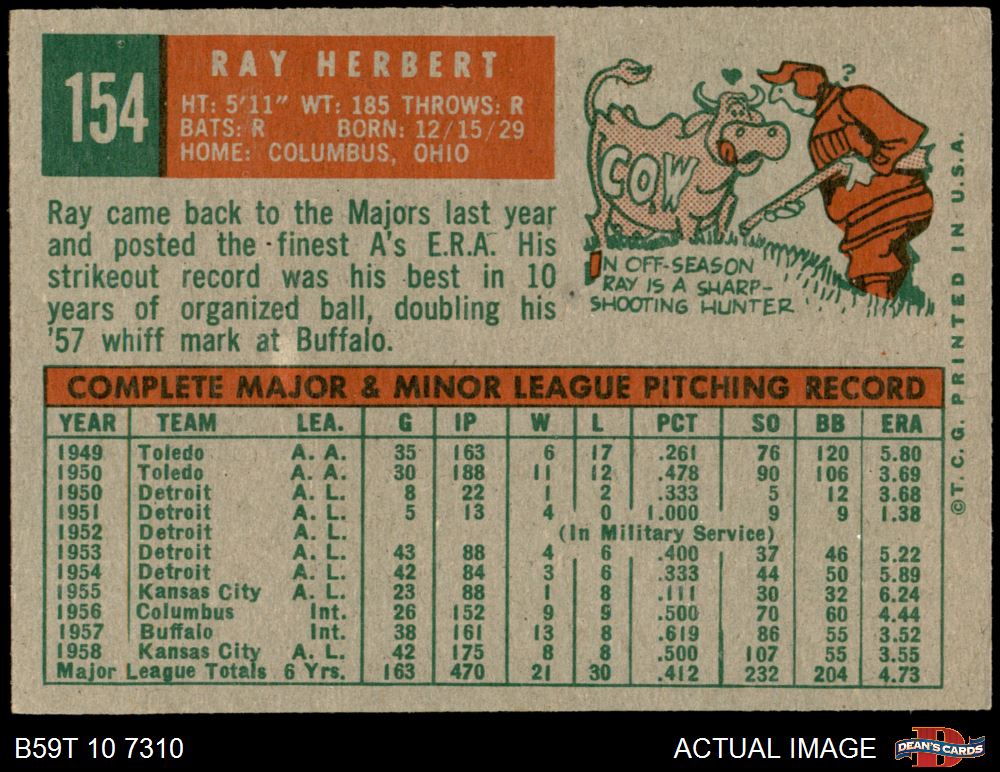 154
RAY HERBERT
HT: 5'11" WT: 185 THROWS: R
BATS: R BORN: 12/15/29
HOME: COLUMBUS, OHIO
Ray came back to the Majors last year
and posted the finest A's E.R.A. His
strikeout record was his best in 10
years of organized ball, doubling his
'57 whiff mark at Buffalo.
COW
?
IN OFF-SEASON
RAY IS A SHARP-
SHOOTING HUNTER
© T. C. G. PRINTED IN U.S.A.
COMPLETE MAJOR & MINOR LEAGUE PITCHING RECORD
YEAR TEAM LEA. G IP W L PCT SO BB ERA
1949 Toledo A. A. 35 163 6 17 .261 76 120 5.80
1950 Toledo A. A. 30 188 11 12 .478 90 106 3.69
1950 Detroit A. L. 8 22 1 2 .333 5 12 3.68
1951 Detroit A. L. 5 13 4 0 1.000 9 9 1.38
1952 Detroit A. L. (In Military Service)
1953 Detroit A. L. 43 88 4 6 .400 37 46 5.22
1954 Detroit A. L. 42 84 3 6 .333 44 50 5.89
1955 Kansas City A. L. 23 88 1 8 .111 30 32 6.24
1956 Columbus Int. 26 152 9 9 .500 70 60 4.44
1957 Buffalo Int. 38 161 13 8 .619 86 55 3.52
1958 Kansas City A. L. 42 175 8 8 .500 107 55 3.55
Major League Totals 6 Yrs. 163 470 21 30 .412 232 204 4.73
B59T 10 7310
ACTUAL IMAGE
DEAN'S CARDS